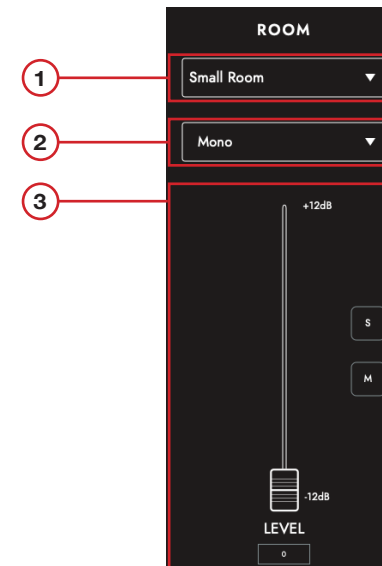 ROOM
1
Small Room
2
Mono
3
+12dB
S
M
-12dB
LEVEL
0